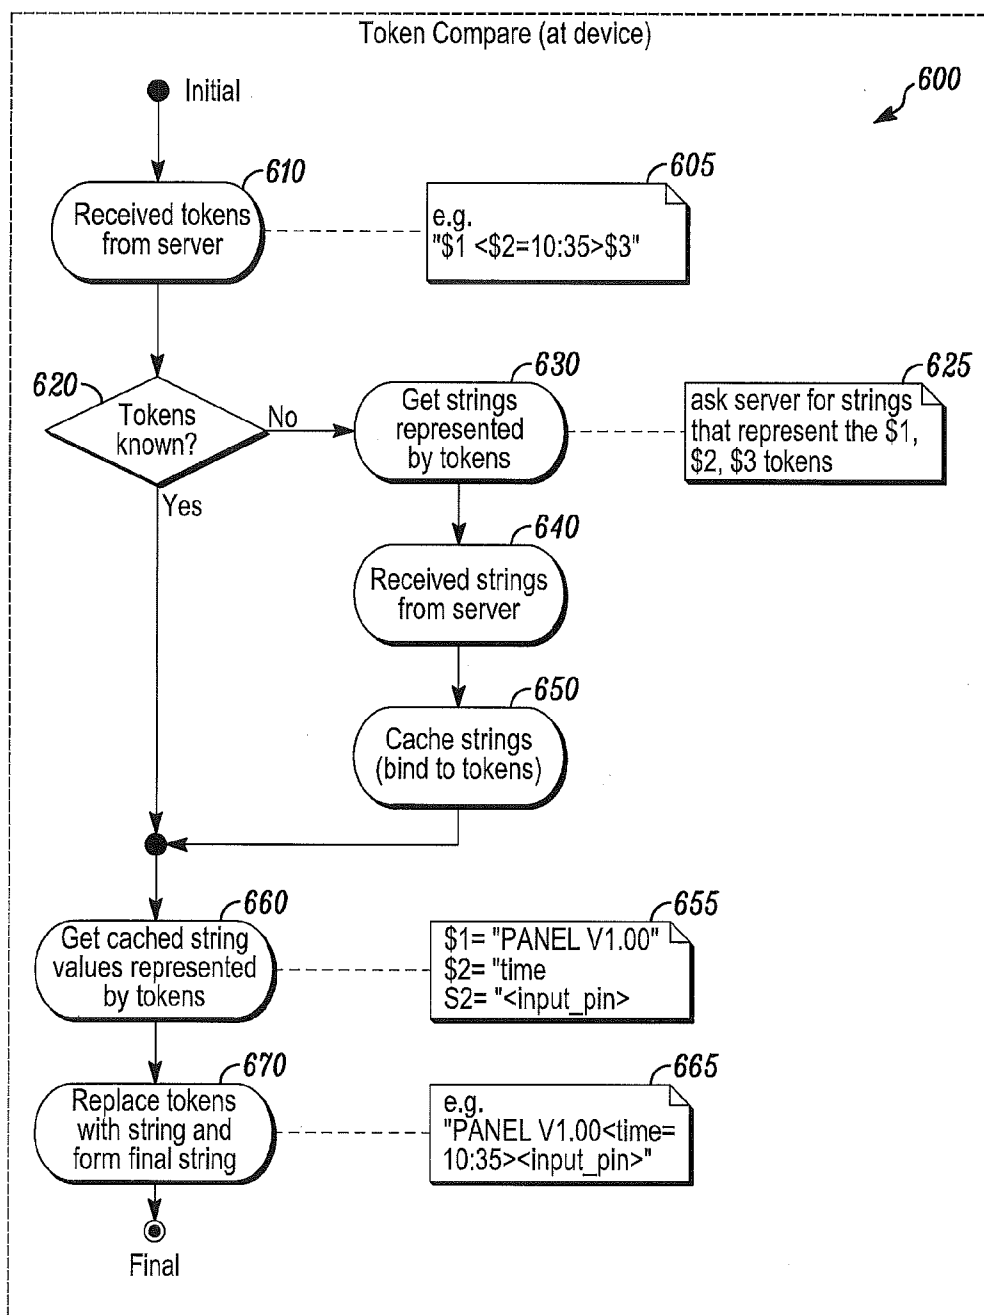 Token Compare (at device)
600
Initial
610
Received tokens
from server
605
e.g.
"$1 <$2=10:35>$3"
620
Tokens
known?
No
Yes
630
Get strings
represented
by tokens
625
ask server for strings
that represent the $1,
$2, $3 tokens
640
Received strings
from server
650
Cache strings
(bind to tokens)
660
Get cached string
values represented
by tokens
655
$1= "PANEL V1.00"
$2= "time
S2= "<input_pin>
670
Replace tokens
with string and
form final string
665
e.g.
"PANEL V1.00<time=
10:35><input_pin>"
Final